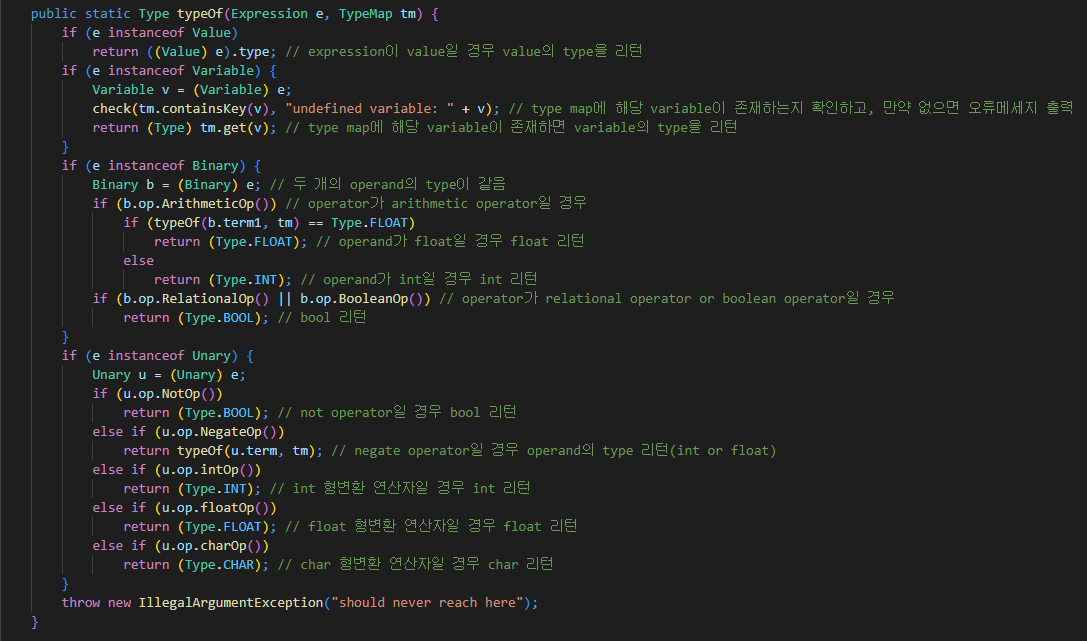 public static Type typeOf(Expression e, TypeMap tm) {
if (e instanceof Value)
return ((Value) e).type; // expression이 value일 경우 value의 type을 리턴
if (e instanceof Variable) {
Variable v = (Variable) e;
check(tm.containsKey(v), "undefined variable: " + v); // type map에 해당 variable이 존재하는지 확인하고, 만약 없으면 오류메세지 출력
return (Type) tm.get(v); // type map에 해당 variable이 존재하면 variable의 type을 리턴
}
if (e instanceof Binary) {
Binary b = (Binary) e; // 두 개의 operand의 type이 같음
if (b.op.ArithmeticOp()) // operator가 arithmetic operator일 경우
if (typeOf(b.term1, tm) == Type.FLOAT)
return (Type.FLOAT); // operand가 float일 경우 float 리턴
else
return (Type.INT); // operand가 int일 경우 int 리턴
if (b.op.RelationalOp() || b.op.BooleanOp()) // operator가 relational operator or boolean operator일 경우
return (Type.BOOL); // bool 리턴
}
if (e instanceof Unary) {
Unary u = (Unary) e;
if (u.op.NotOp())
return (Type.BOOL); // not operator일 경우 bool 리턴
else if (u.op.NegateOp())
return typeOf(u.term, tm); // negate operator일 경우 operand의 type 리턴(int or float)
else if (u.op.intOp())
return (Type.INT); // int 형변환 연산자일 경우 int 리턴
else if (u.op.floatOp())
return (Type.FLOAT); // float 형변환 연산자일 경우 float 리턴
else if (u.op.charOp())
return (Type.CHAR); // char 형변환 연산자일 경우 char 리턴
}
throw new IllegalArgumentException("should never reach here");
}